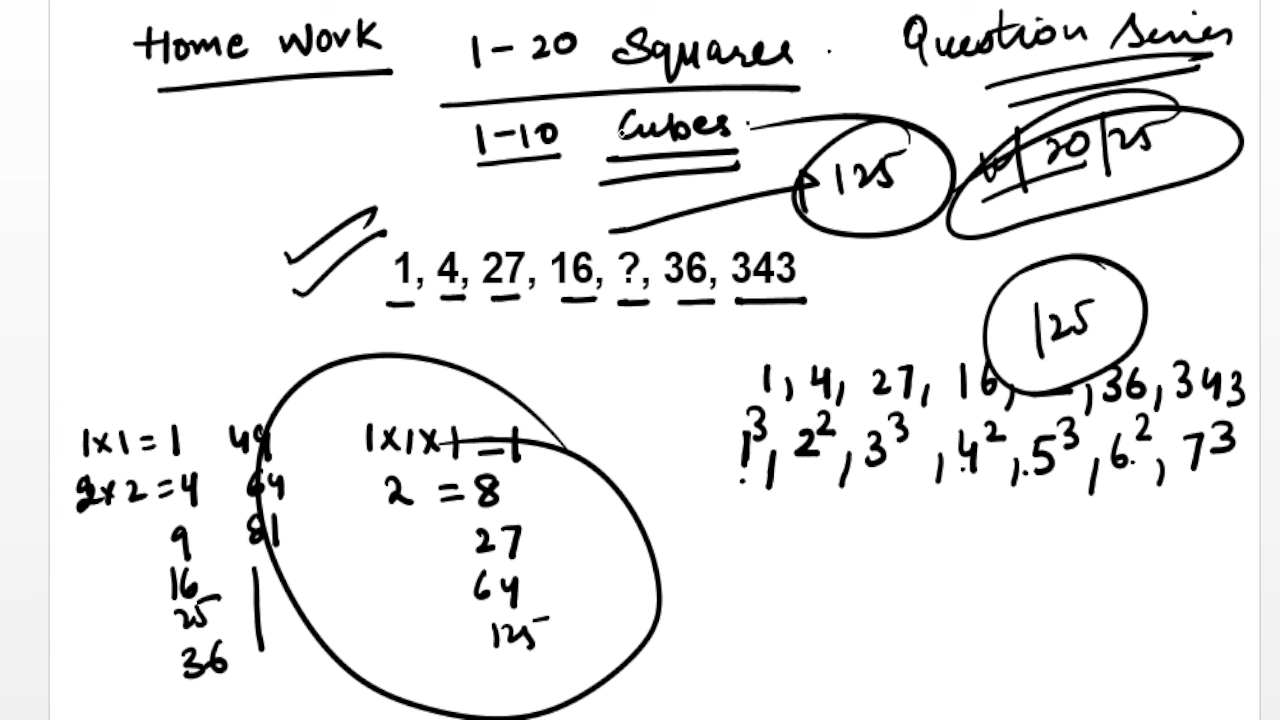 Home Work
1-20 Squares
Question Series
1-10 Cubes
125
20 | 25
1, 4, 27, 16, ?, 36, 343
125
1, 4, 27, 16, , 36, 343
1³, 2², 3³, 4², 5³, 6², 7³
1x1=1 49
2x2=4 64
9 81
16
25
36
1x1x1=1
2 =8
27
64
125